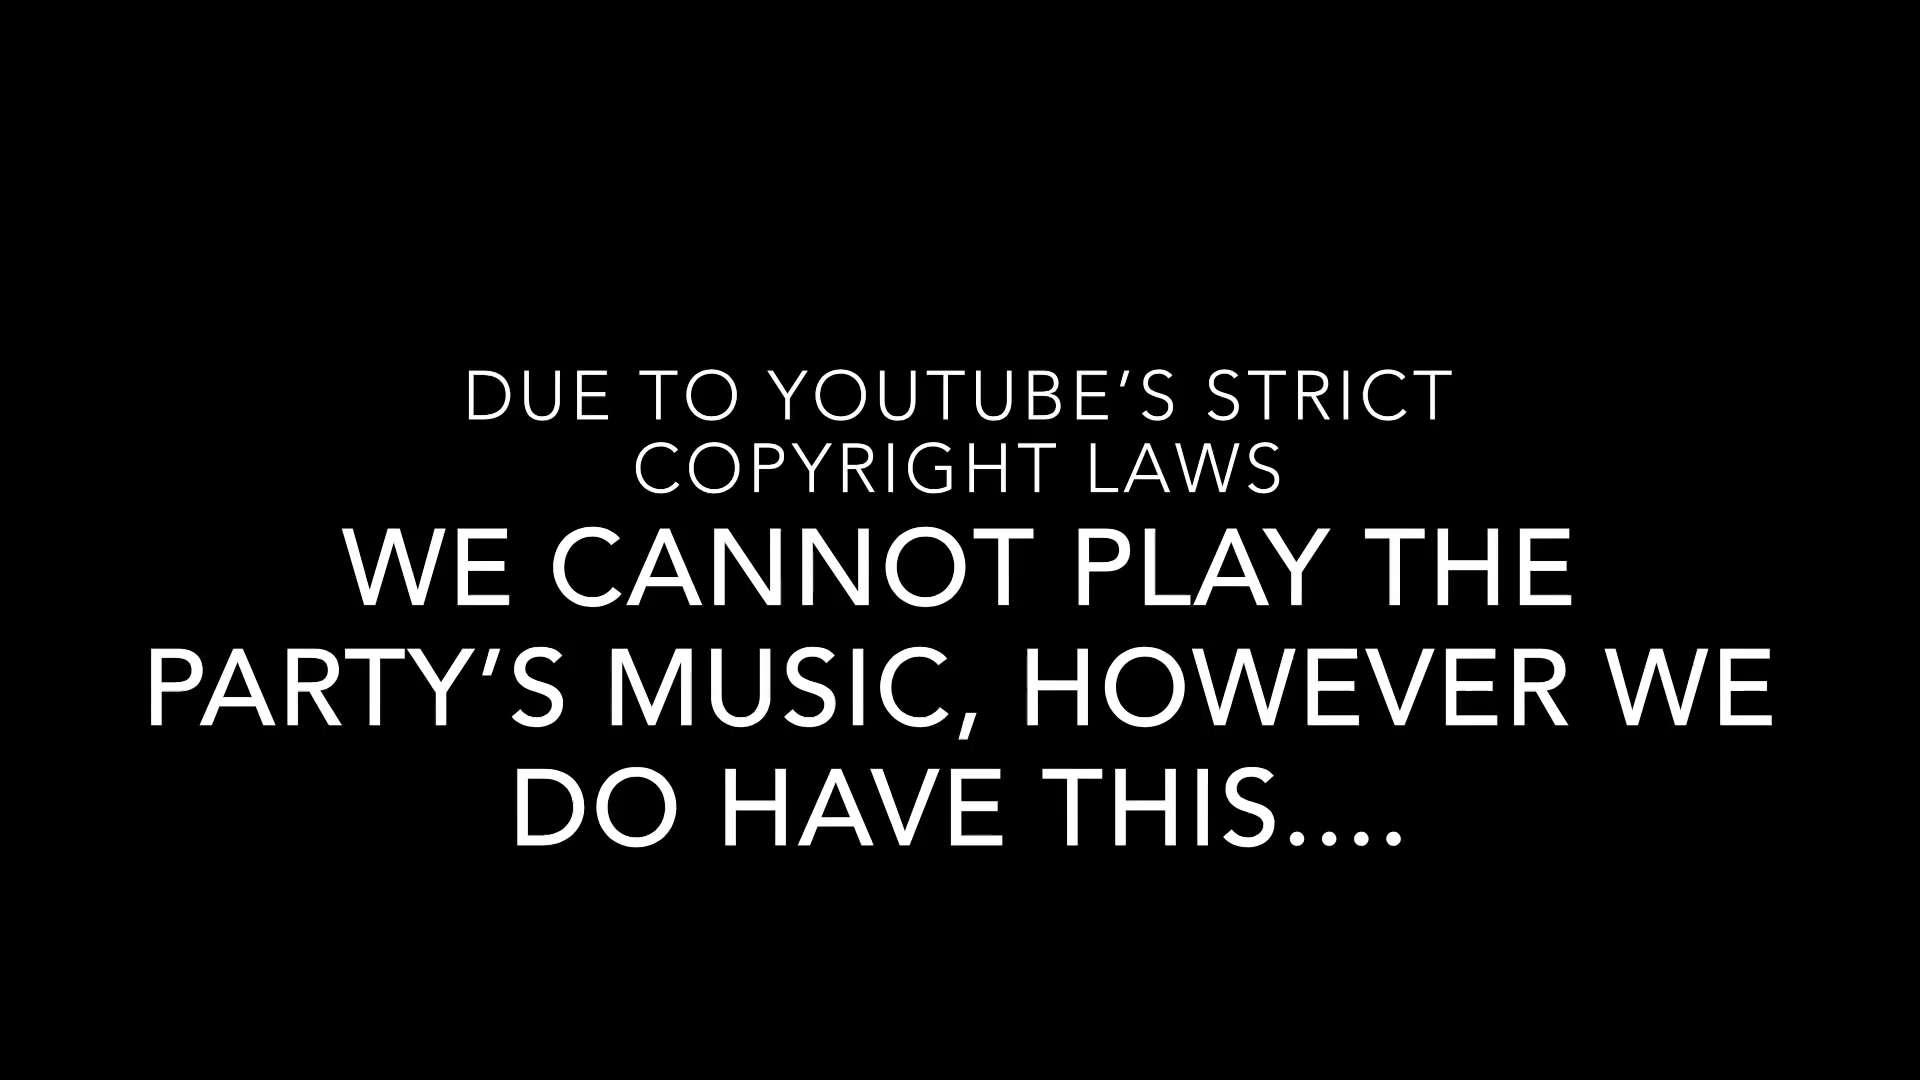 DUE TO YOUTUBE’S STRICT
COPYRIGHT LAWS
WE CANNOT PLAY THE
PARTY’S MUSIC, HOWEVER WE
DO HAVE THIS....